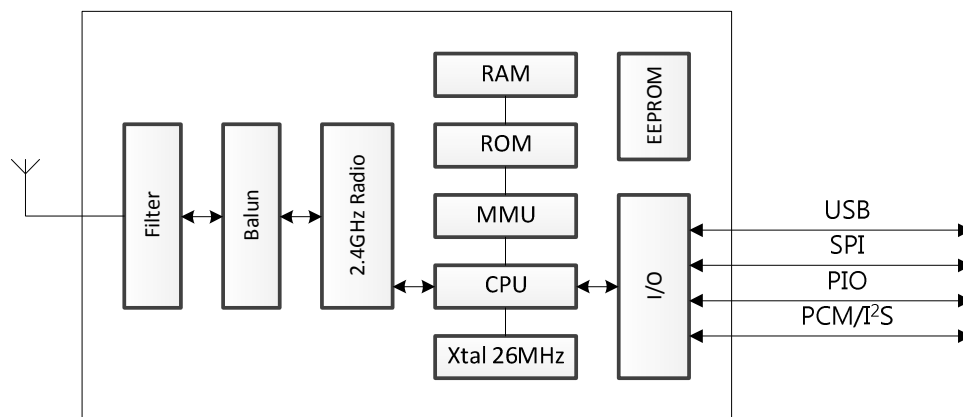 RAM
EEPROM
ROM
Filter
Balun
2.4GHz Radio
MMU
CPU
Xtal 26MHz
I/O
USB
SPI
PIO
PCM/I²S